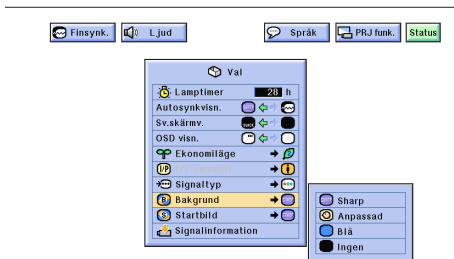 Finsynk. Ljud Språk PRJ funk. Status
Val
Lamptimer 28 h
Autosynkvisn.
Sv.skärmv.
OSD visn.
Ekonomiläge
I/P
Signaltyp
B Bakgrund
S Startbild
Signalinformation
Sharp
Anpassad
Blå
Ingen